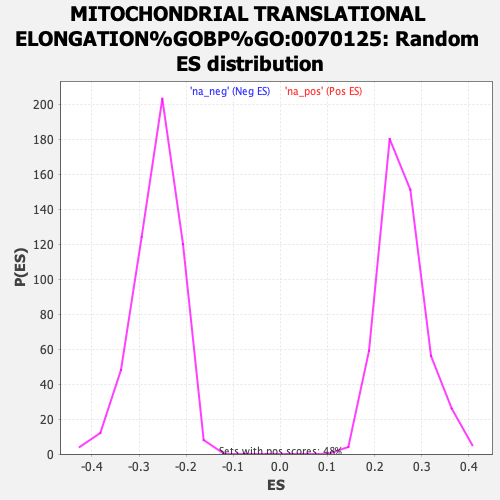 MITOCHONDRIAL TRANSLATIONAL
ELONGATION%GOBP%GO:0070125: Random
ES distribution
'na_neg' (Neg ES) 'na_pos' (Pos ES)
200
180
160
140
120
100
80
60
40
20
0
P(ES)
Sets with pos scores: 48%
-0.4 -0.3 -0.2 -0.1 0.0 0.1 0.2 0.3 0.4
ES